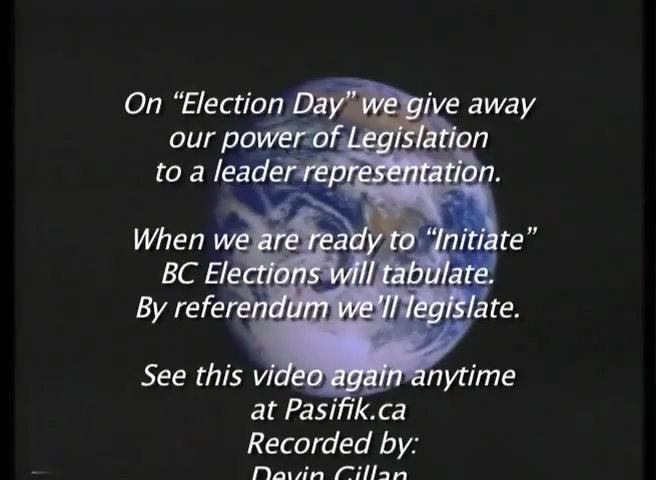 On “Election Day” we give away
our power of Legislation
to a leader representation.
When we are ready to “Initiate”
BC Elections will tabulate.
By referendum we’ll legislate.
See this video again anytime
at Pasifik.ca
Recorded by:
Devin Gillan